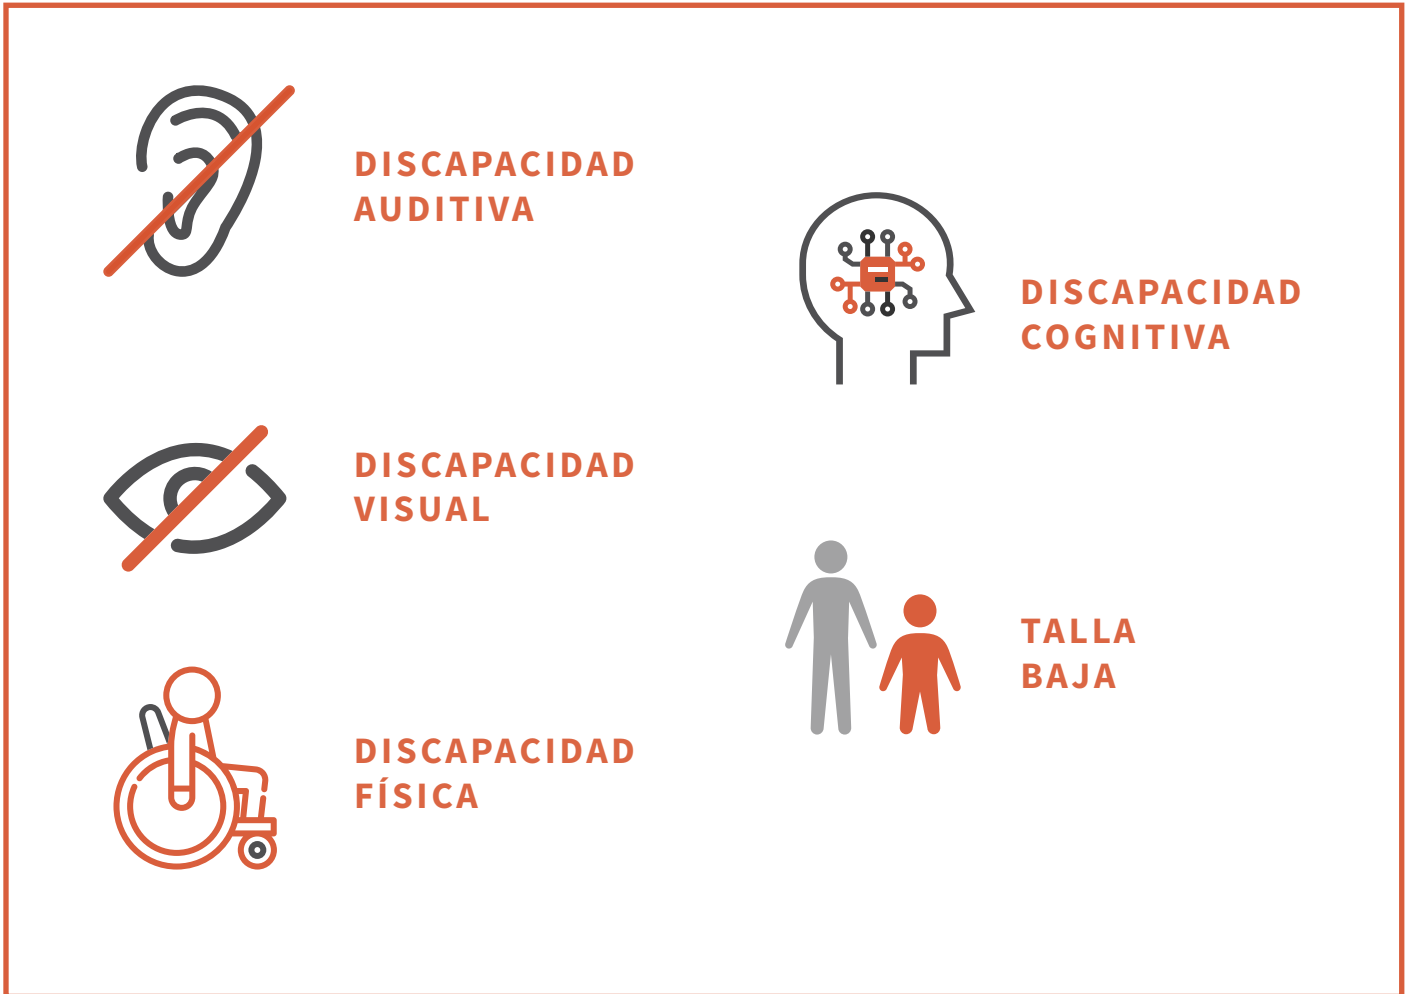 DISCAPACIDAD
AUDITIVA
DISCAPACIDAD
VISUAL
DISCAPACIDAD
FÍSICA
DISCAPACIDAD
COGNITIVA
TALLA
BAJA